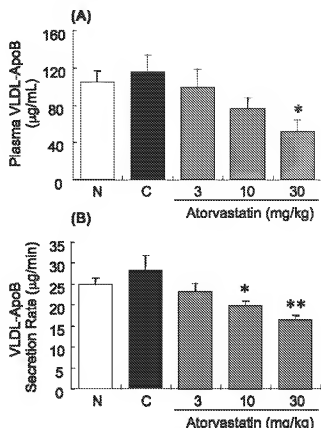 (A)
Plasma VLDL-ApoB
(µg/mL)
160
120
80
40
0
*
N C 3 10 30
Atorvastatin (mg/kg)
(B)
VLDL-ApoB
Secretion Rate (µg/min)
35
30
25
20
15
10
5
0
* **
N C 3 10 30
Atorvastatin (mg/kg)